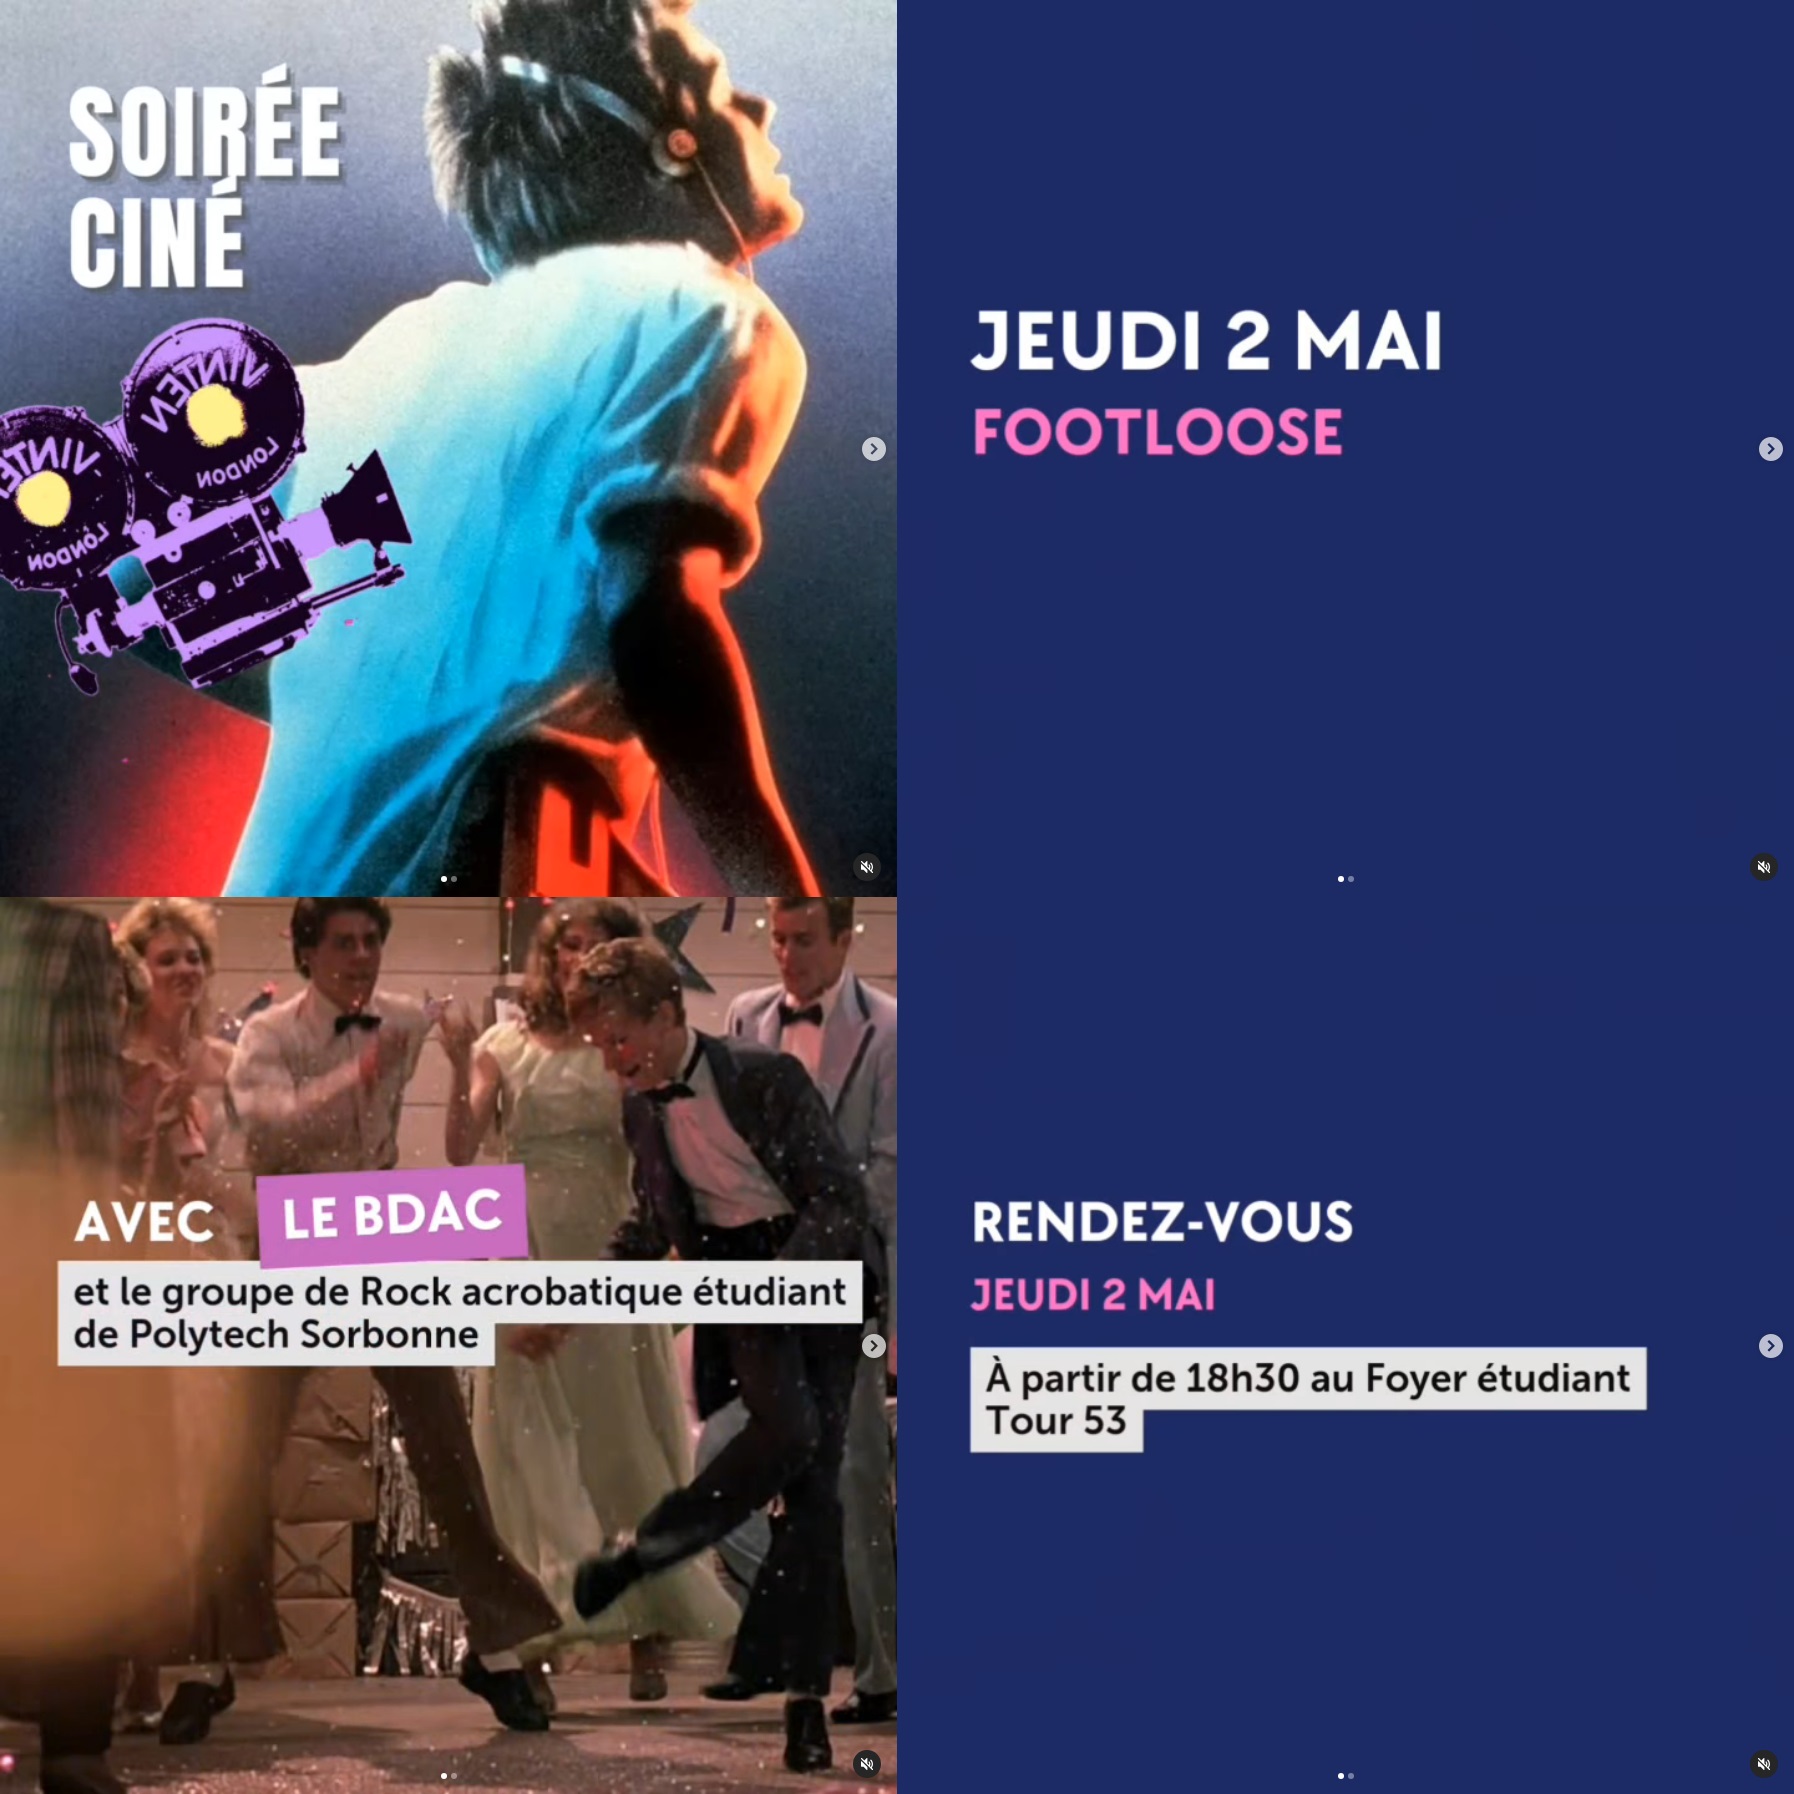 SOIRÉE
CINÉ
VINTEN
LONDON
VINTEN
LONDON
JEUDI 2 MAI
FOOTLOOSE
AVEC LE BDAC
et le groupe de Rock acrobatique étudiant
de Polytech Sorbonne
RENDEZ-VOUS
JEUDI 2 MAI
À partir de 18h30 au Foyer étudiant
Tour 53